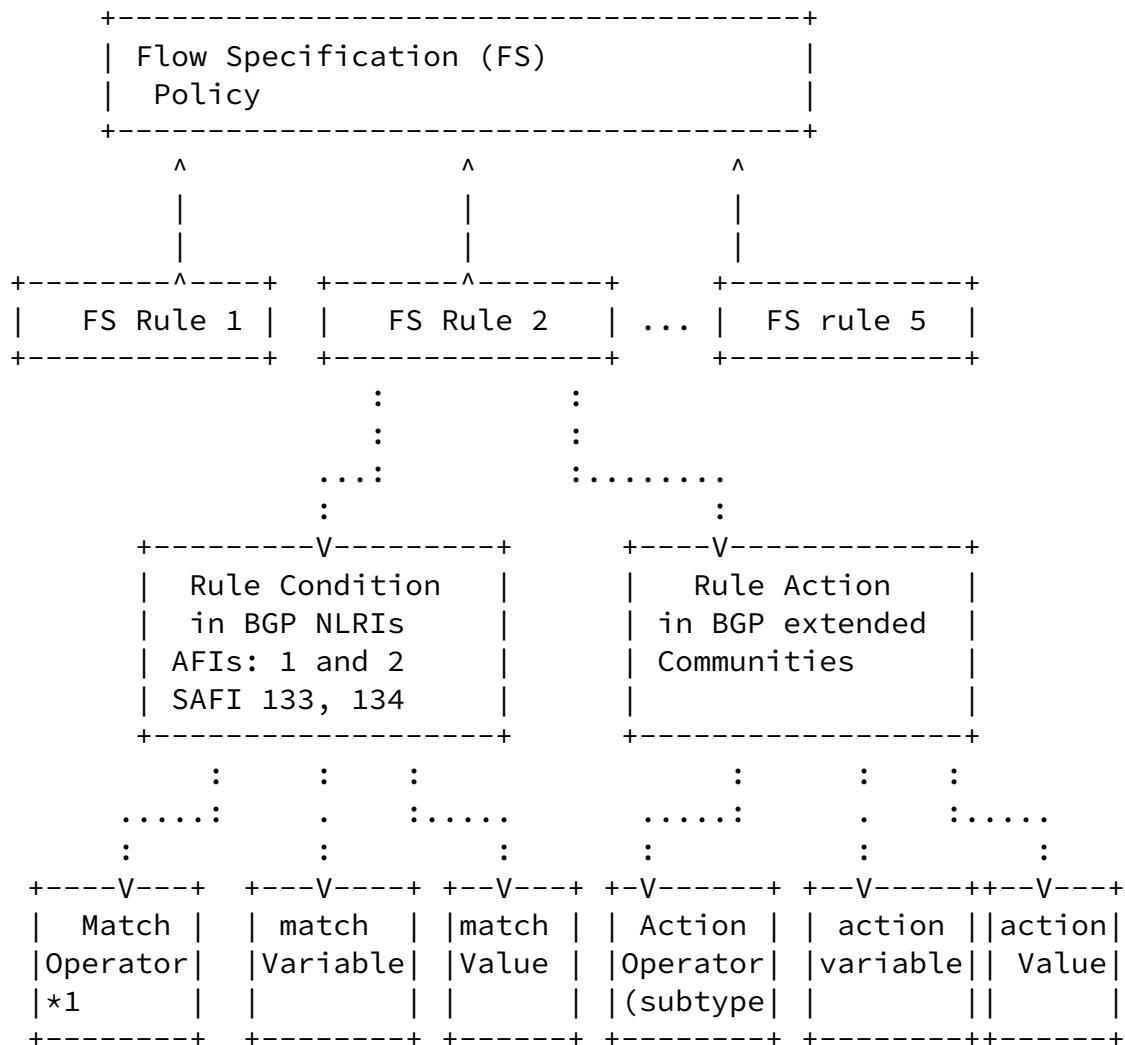 Flow Specification (FS)
Policy
FS Rule 1 FS Rule 2 ... FS rule 5
Rule Condition Rule Action
in BGP NLRIs in BGP extended
AFIs: 1 and 2 Communities
SAFI 133, 134
Match match match Action action action
Operator Variable Value Operator variable Value
*1 (subtype